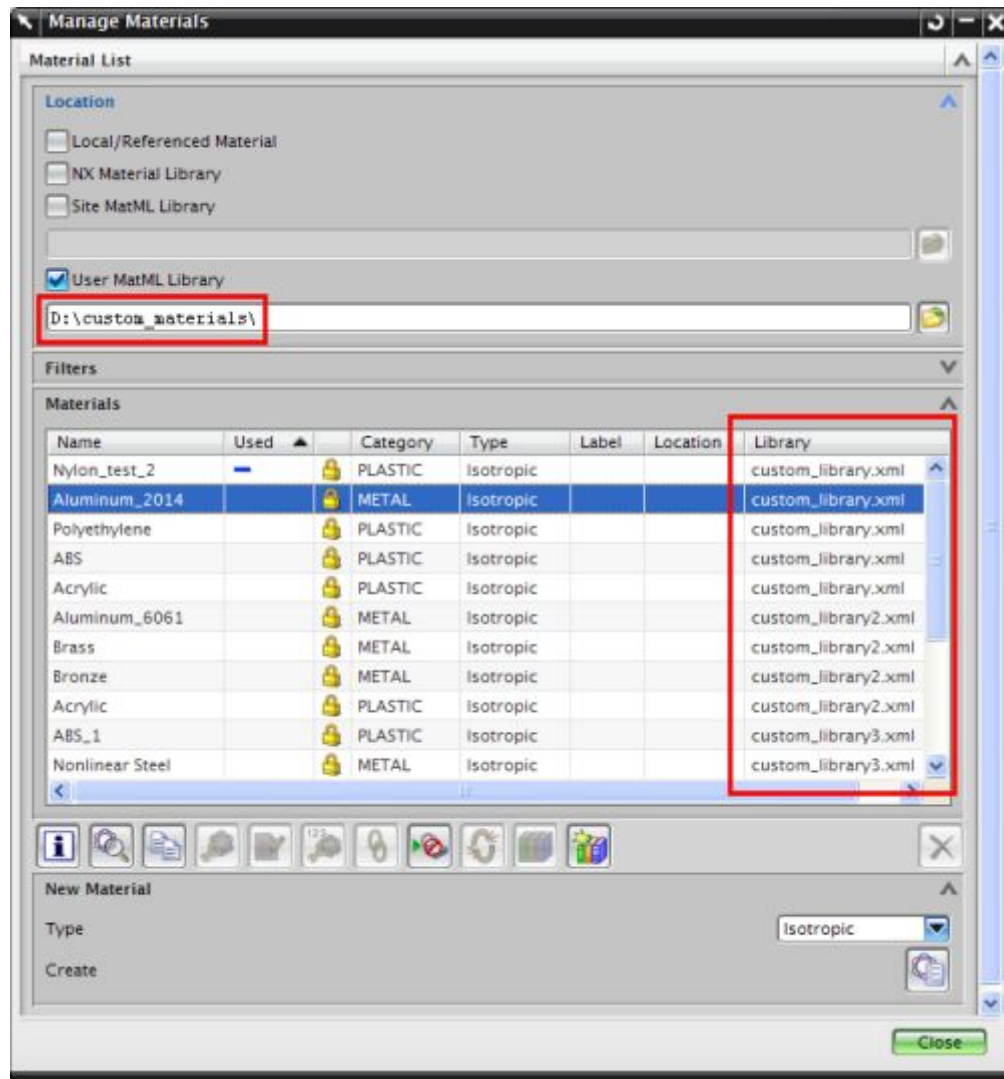 Manage Materials
Material List
Location
Local/Referenced Material
NX Material Library
Site MatML Library
User MatML Library
D:\custom_materials\
Filters
Materials
Name Used Category Type Label Location Library
Nylon_test_2 PLASTIC Isotropic custom_library.xml
Aluminum_2014 METAL Isotropic custom_library.xml
Polyethylene PLASTIC Isotropic custom_library.xml
ABS PLASTIC Isotropic custom_library.xml
Acrylic PLASTIC Isotropic custom_library.xml
Aluminum_6061 METAL Isotropic custom_library2.xml
Brass METAL Isotropic custom_library2.xml
Bronze METAL Isotropic custom_library2.xml
Acrylic PLASTIC Isotropic custom_library2.xml
ABS_1 PLASTIC Isotropic custom_library3.xml
Nonlinear Steel METAL Isotropic custom_library3.xml
123
New Material
Type Isotropic
Create
Close